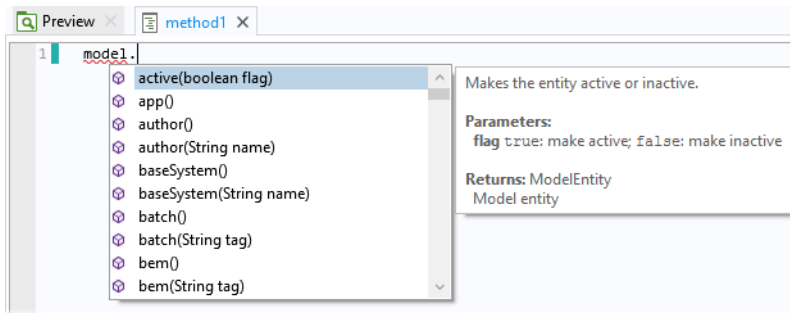 Preview
method1
1 model.
active(boolean flag)
app()
author()
author(String name)
baseSystem()
baseSystem(String name)
batch()
batch(String tag)
bem()
bem(String tag)
Makes the entity active or inactive.
Parameters:
flag true: make active; false: make inactive
Returns: ModelEntity
Model entity